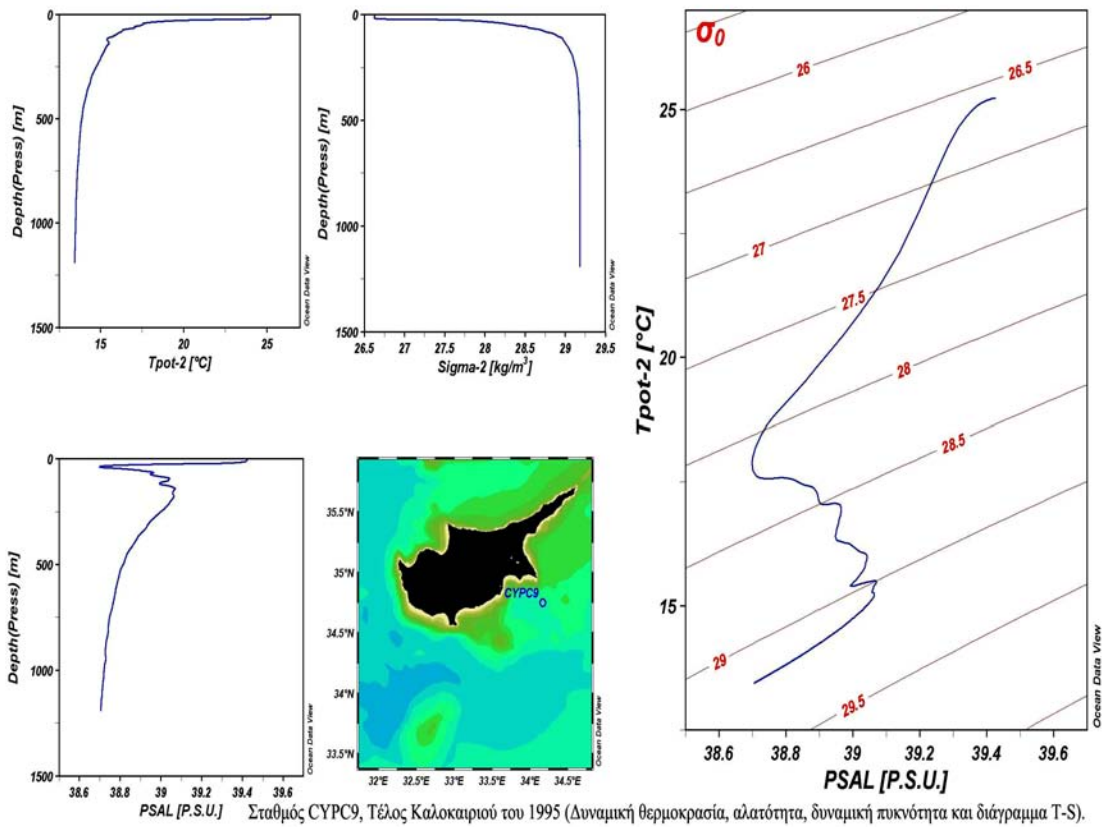 0
500
1000
1500
Depth(Press) [m]
15
20
25
Tpot-2 [°C]
Ocean Data View
0
500
1000
1500
Depth(Press) [m]
26.5
27
27.5
28
28.5
29
29.5
Sigma-2 [kg/m³]
Ocean Data View
σ0
26
26.5
27
27.5
28
28.5
29
29.5
25
20
15
Tpot-2 [°C]
38.6
38.8
39
39.2
39.4
39.6
PSAL [P.S.U.]
Ocean Data View
0
500
1000
1500
Depth(Press) [m]
38.6
38.8
39
39.2
39.4
39.6
PSAL [P.S.U.]
Ocean Data View
35.5°N
35°N
34.5°N
34°N
33.5°N
CYPC9
32°E
32.5°E
33°E
33.5°E
34°E
34.5°E
Ocean Data View
Σταθμός CYPC9, Τέλος Καλοκαιριού του 1995 (Δυναμική θερμοκρασία, αλατότητα, δυναμική πυκνότητα και διάγραμμα T-S).